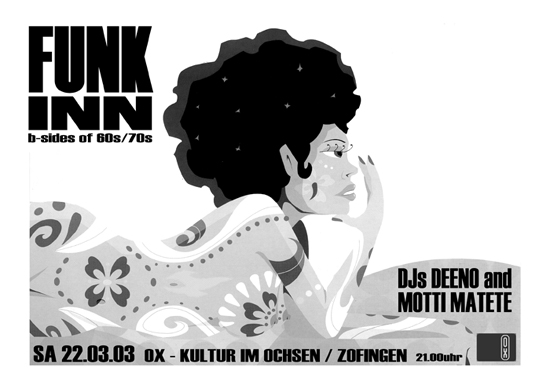 FUNK
INN
b-sides of 60s/70s
DJs DEENO and
MOTTI MATETE
OX
SA 22.03.03 OX - KULTUR IM OCHSEN / ZOFINGEN 21.00uhr